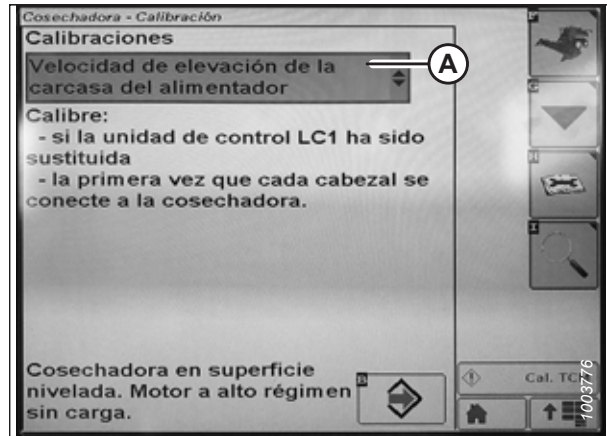 Cosechadora - Calibración
Calibraciones
Velocidad de elevación de la
carcasa del alimentador
A
Calibre:
- si la unidad de control LC1 ha sido
sustituida
- la primera vez que cada cabezal se
conecte a la cosechadora.
Cosechadora en superficie
nivelada. Motor a alto régimen
sin carga.
Cal.
1003776